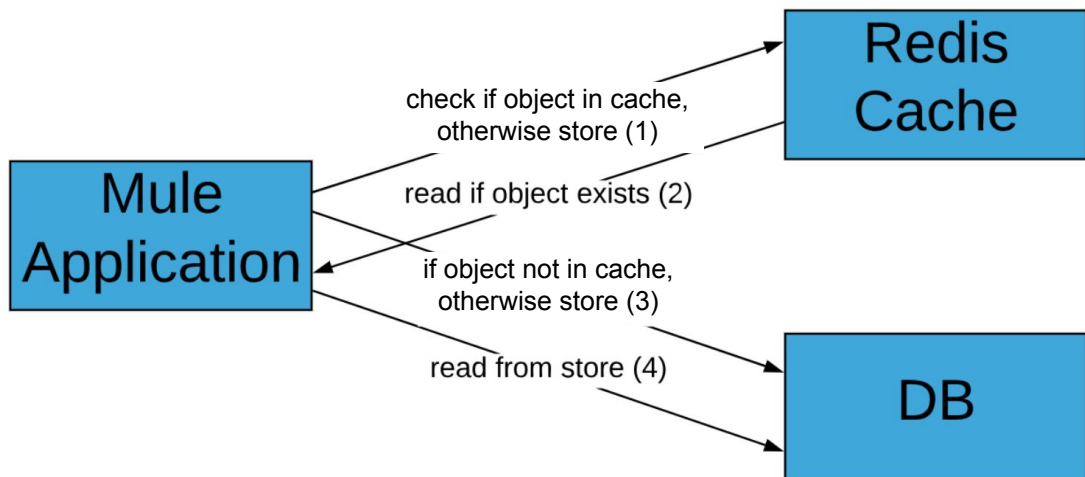 Redis
Cache
check if object in cache,
otherwise store (1)
Mule
Application
read if object exists (2)
if object not in cache,
otherwise store (3)
read from store (4)
DB